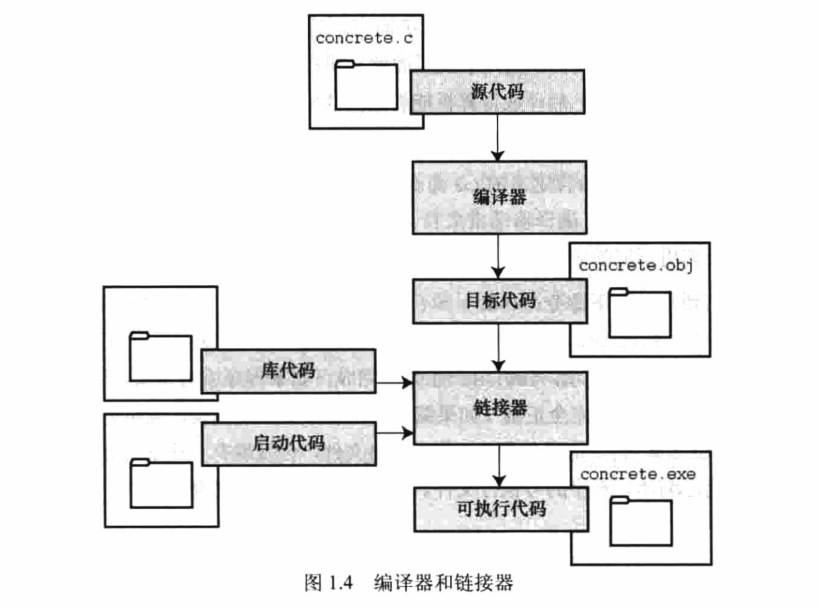 concrete.c
源代码
编译器
concrete.obj
目标代码
库代码
链接器
启动代码
concrete.exe
可执行代码
图 1.4 编译器和链接器